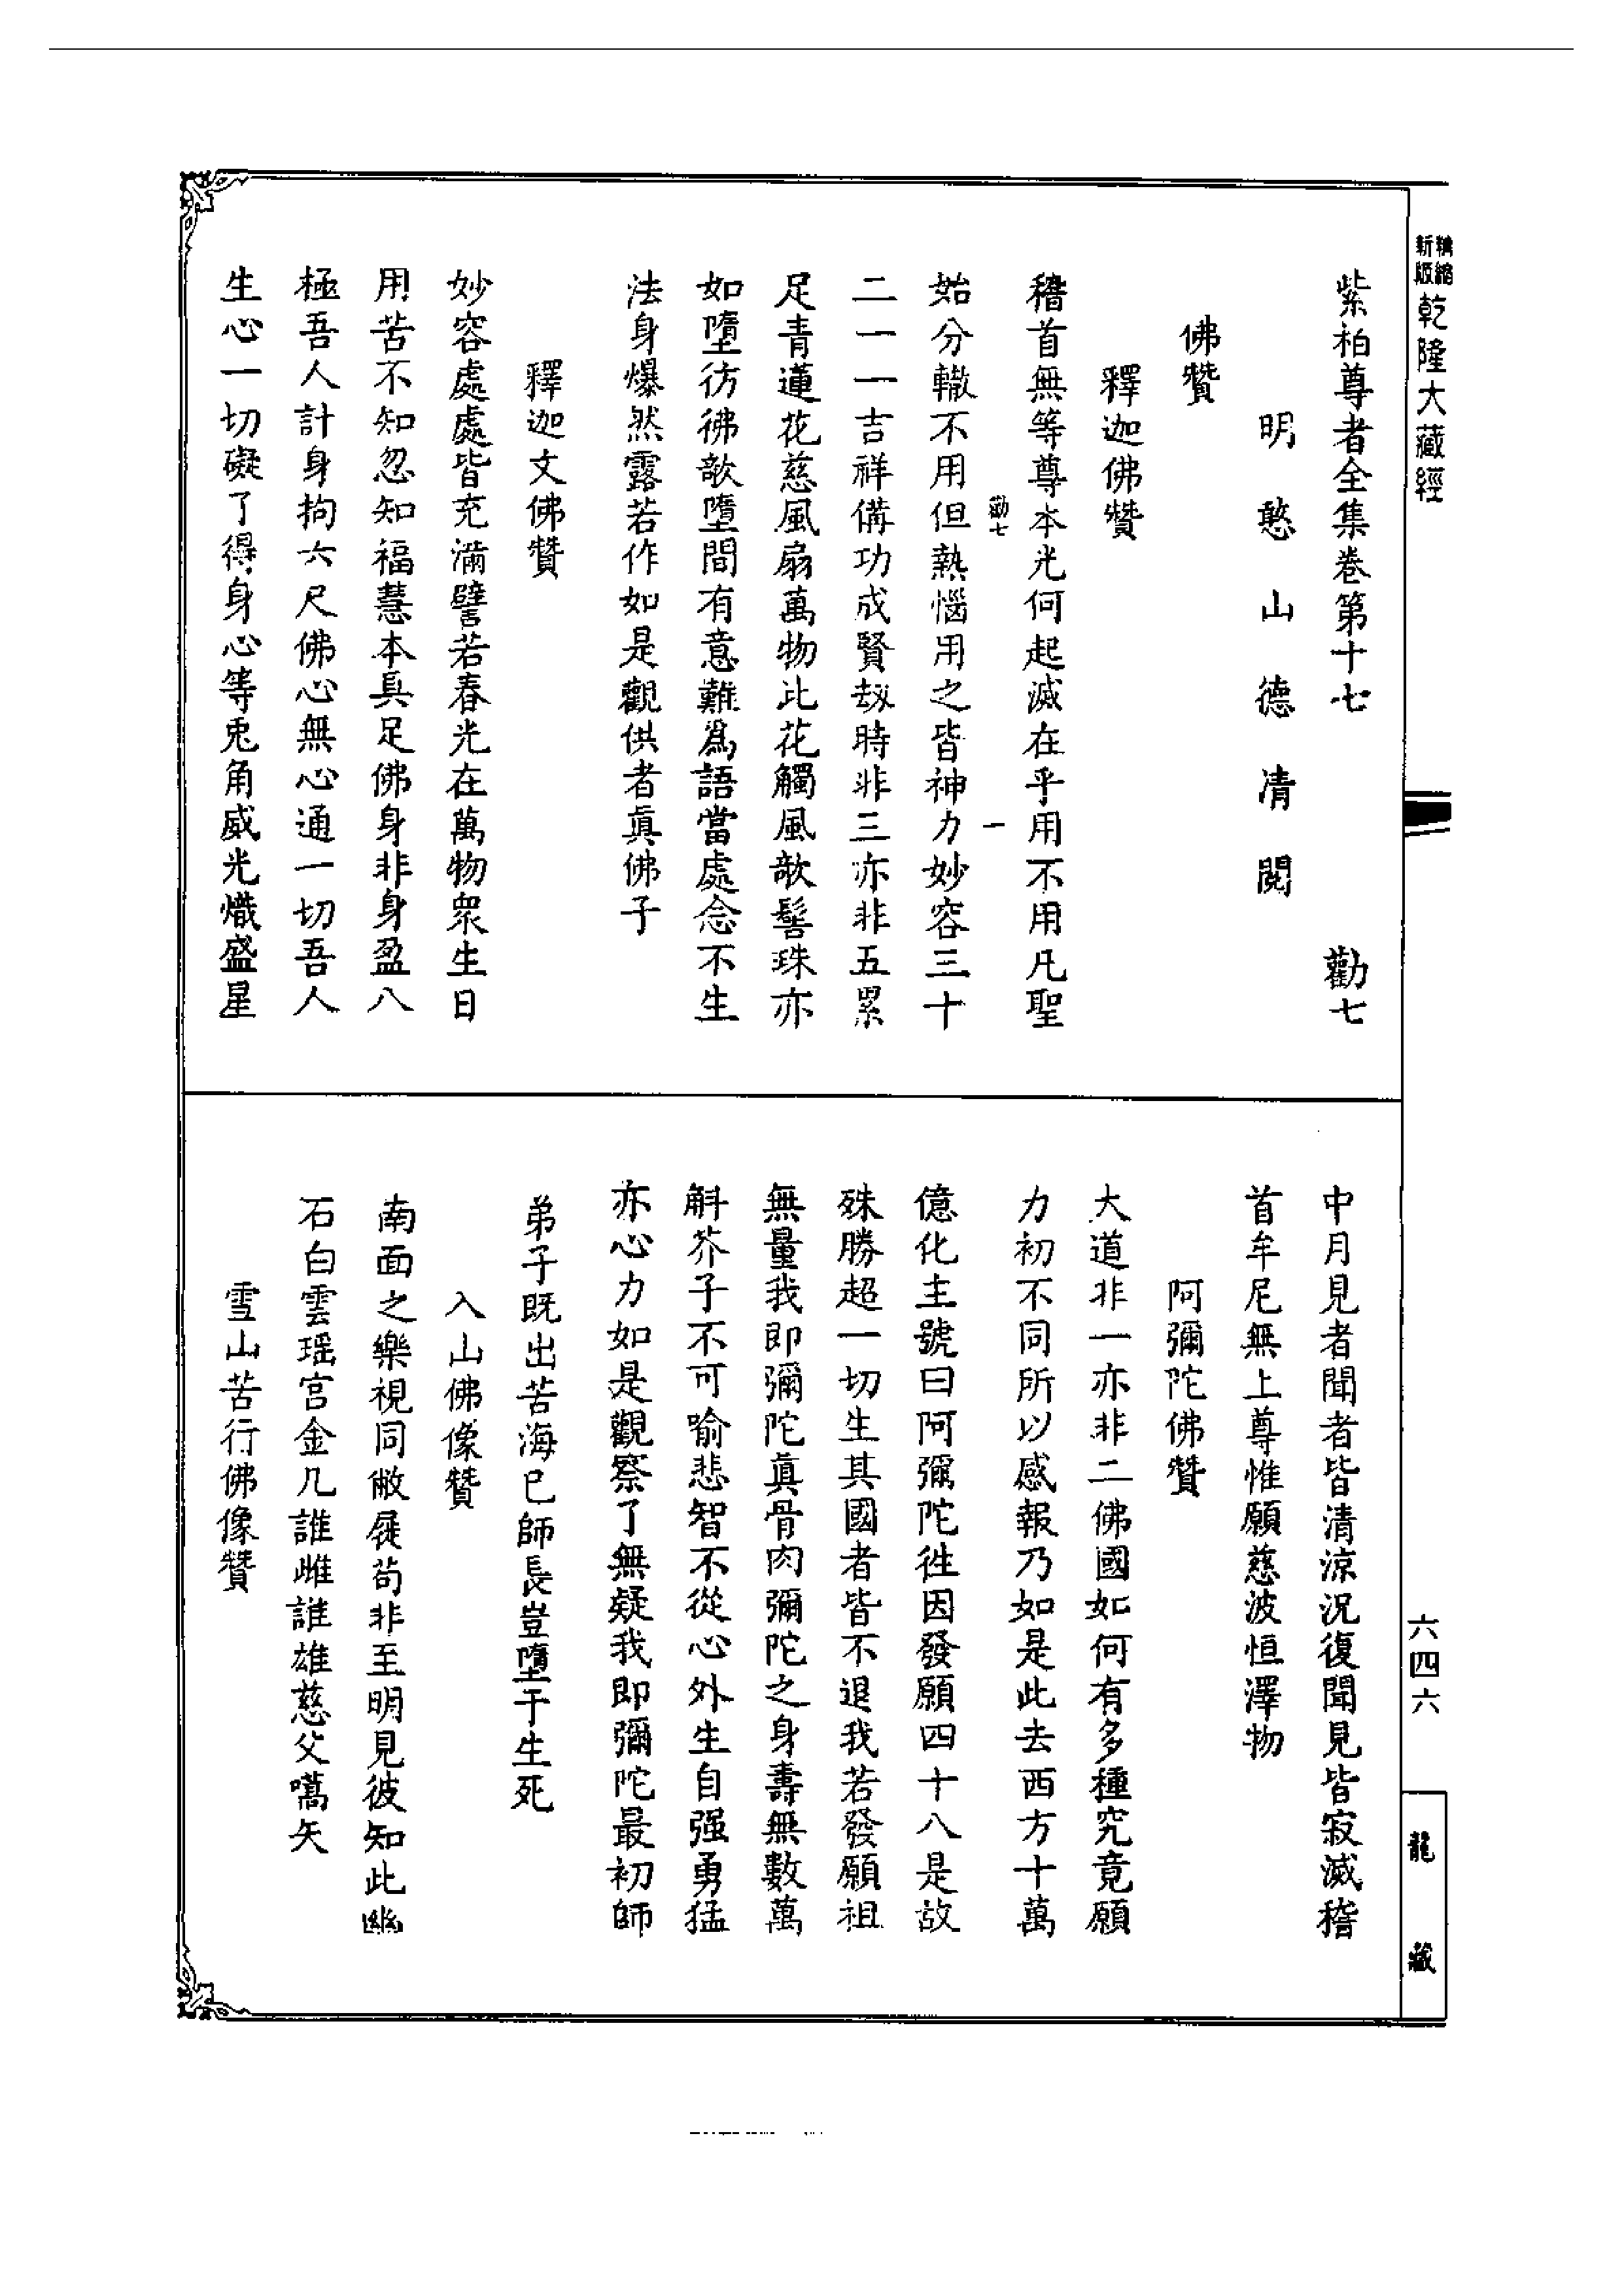 精縮
新版
乾隆大藏經
六四六
龍藏
紫柏尊者全集卷第十七　勸七
明憨山德清閱
佛贊
釋迦佛贊
稽首無等尊本光何起滅在乎用不用凡聖
勸七　一
始分轍不用但熱惱用之皆神力妙容三十
二一一吉祥備功成賢刼時非三亦非五累
足青蓮花慈風扇萬物此花觸風歌髻珠亦
如墮彷彿歌墮間有意難爲語當處念不生
法身爆然露若作如是觀供者眞佛子
釋迦文佛贊
妙容處處皆充滿譬若春光在萬物衆生日
用苦不知忽知福慧本具足佛身非身盈八
極吾人計身拘六尺佛心無心通一切吾人
生心一切礙了得身心等兎角威光熾盛星
中月見者聞者皆清涼況復聞見皆寂滅稽
首牟尼無上尊惟願慈波恒澤物
阿彌陀佛贊
大道非一亦非二佛國如何有多種究竟願
力初不同所以感報乃如是此去西方十萬
億化主號曰阿彌陀徃因發願四十八是故
殊勝超一切生其國者皆不退我若發願祖
無量我即彌陀眞骨肉彌陀之身壽無數萬
斛芥子不可喻悲智不從心外生自强勇猛
亦心力如是觀察了無疑我即彌陀最初師
弟子既出苦海已師長豈墮于生死
入山佛像贊
南面之樂視同敝屣茍非至明見彼知此幽
石白雲瑶宫金几誰雌誰雄慈父嚆矢
雪山苦行佛像贊